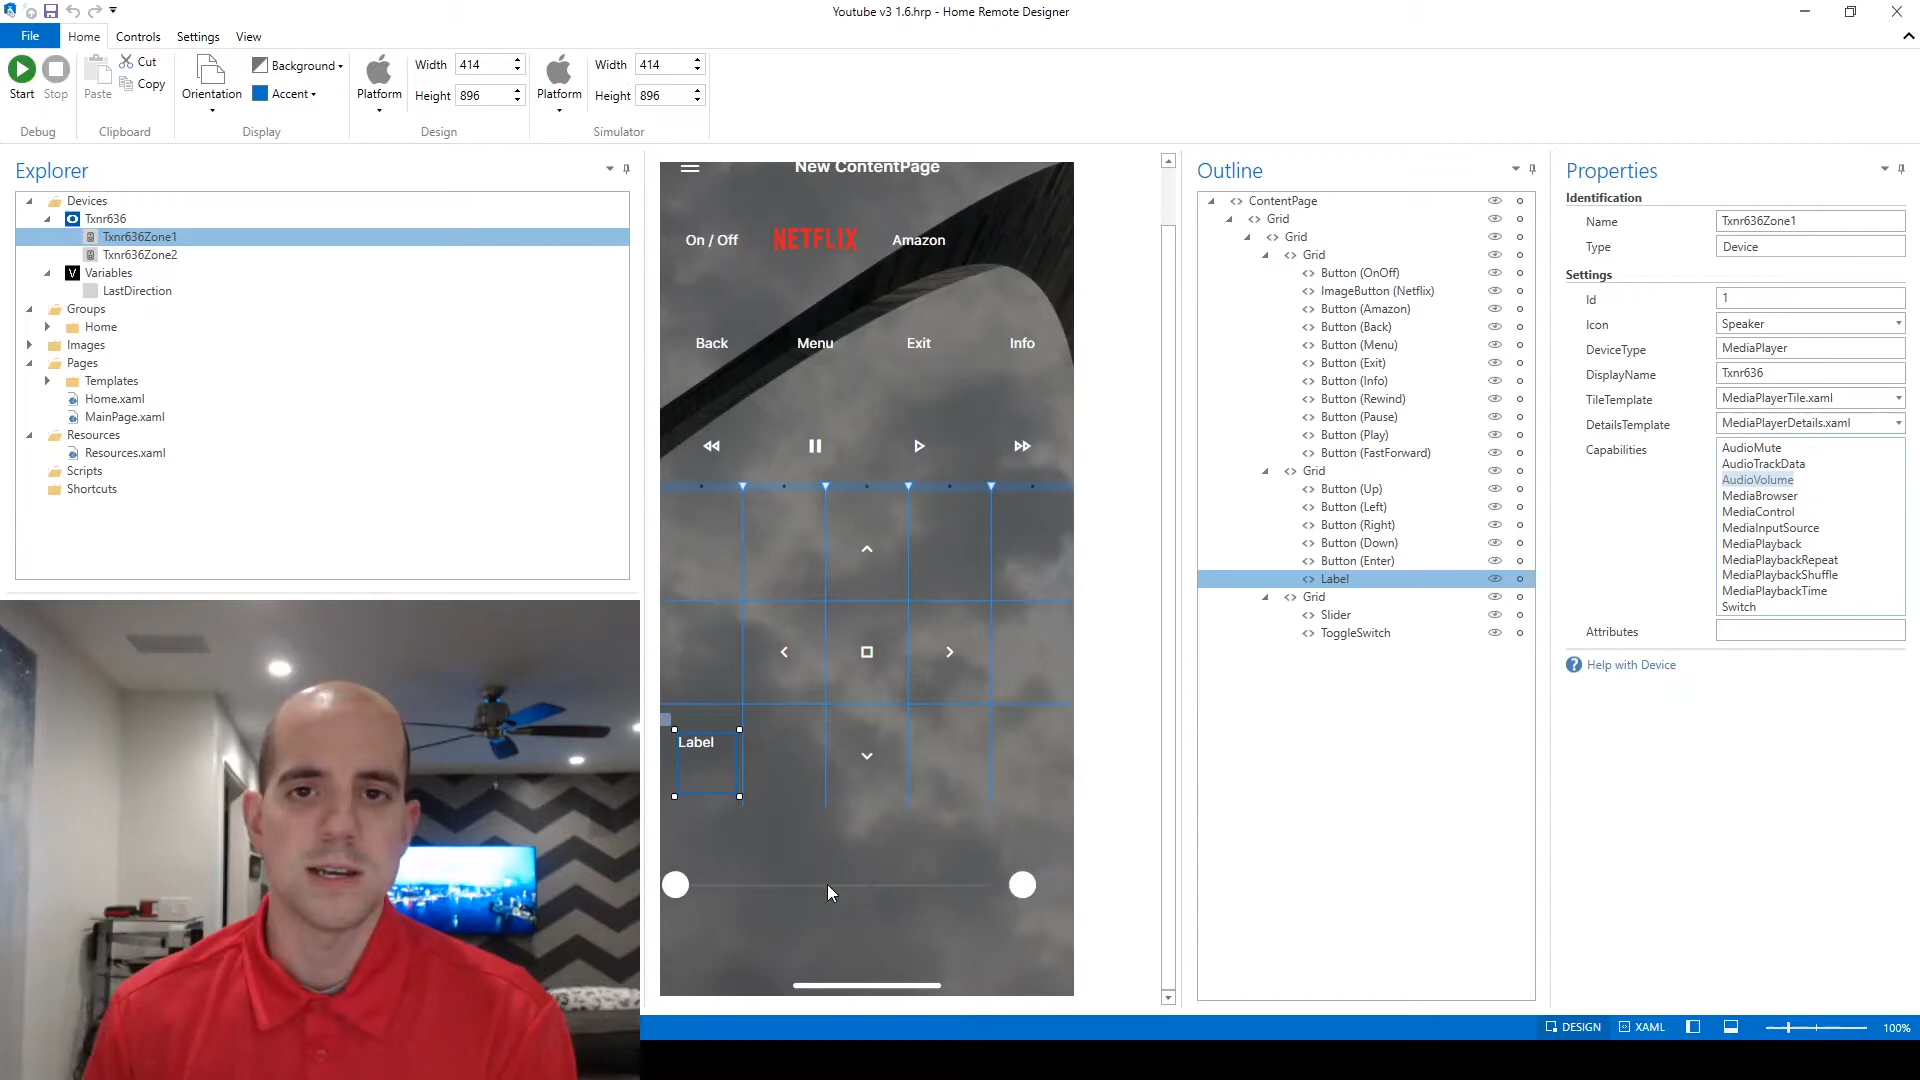 Youtube v3 1.6.hrp - Home Remote Designer
File Home Controls Settings View
Start Stop
Debug
Paste Cut Copy
Clipboard
Orientation Background Accent
Display
Platform Width 414 Height 896
Design
Platform Width 414 Height 896
Simulator
Explorer
Devices
Txnr636
Txnr636Zone1
Txnr636Zone2
V Variables
LastDirection
Groups
Home
Images
Pages
Templates
Home.xaml
MainPage.xaml
Resources
Resources.xaml
Scripts
Shortcuts
New ContentPage
On / Off NETFLIX Amazon
Back Menu Exit Info
Label
Outline
ContentPage
Grid
Grid
Grid
Button (OnOff)
ImageButton (Netflix)
Button (Amazon)
Button (Back)
Button (Menu)
Button (Exit)
Button (Info)
Button (Rewind)
Button (Pause)
Button (Play)
Button (FastForward)
Grid
Button (Up)
Button (Left)
Button (Right)
Button (Down)
Button (Enter)
Label
Grid
Slider
ToggleSwitch
Properties
Identification
Name Txnr636Zone1
Type Device
Settings
Id 1
Icon Speaker
DeviceType MediaPlayer
DisplayName Txnr636
TileTemplate MediaPlayerTile.xaml
DetailsTemplate MediaPlayerDetails.xaml
Capabilities AudioMute
AudioTrackData
AudioVolume
MediaBrowser
MediaControl
MediaInputSource
MediaPlayback
MediaPlaybackRepeat
MediaPlaybackShuffle
MediaPlaybackTime
Switch
Attributes
? Help with Device
DESIGN XAML 100%